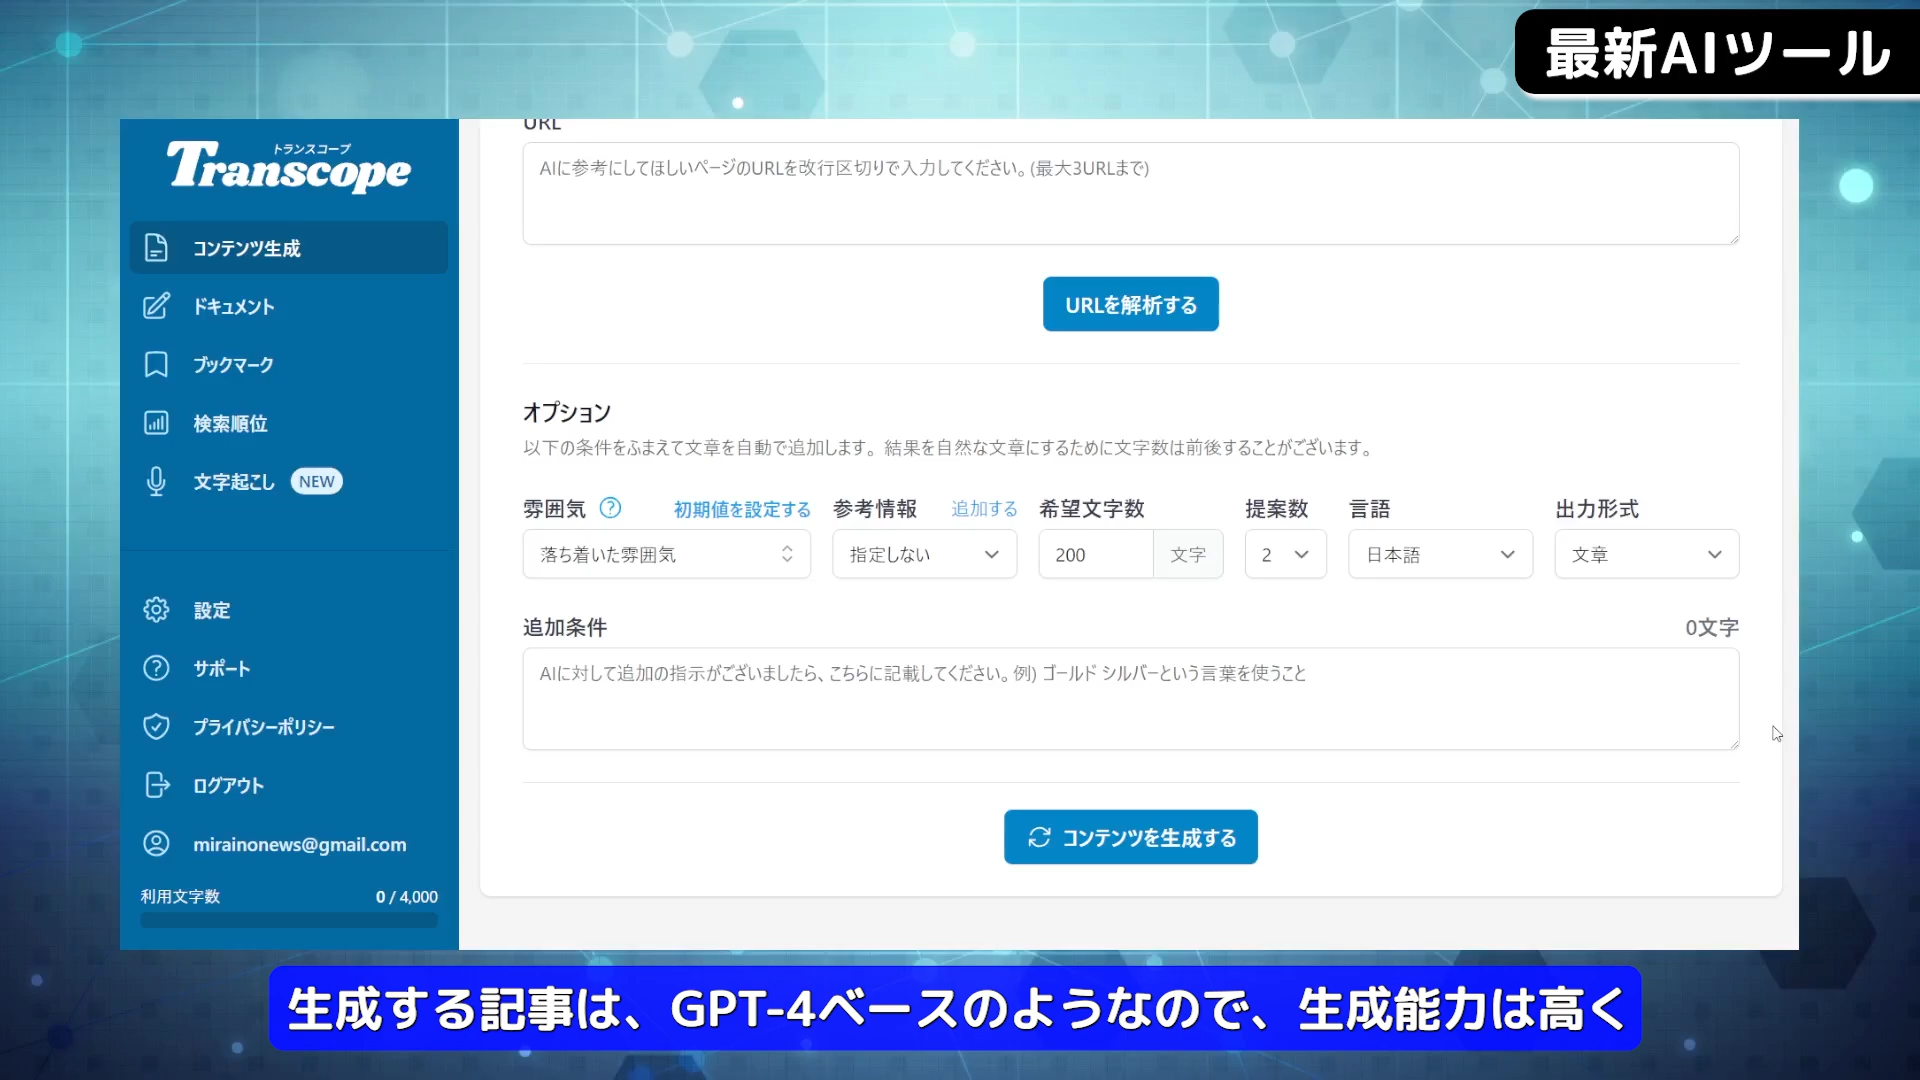 最新AIツール
トランスコープ
Transcope
コンテンツ生成
ドキュメント
ブックマーク
検索順位
文字起こし NEW
設定
サポート
プライバシーポリシー
ログアウト
mirainonews@gmail.com
利用文字数 0 / 4,000
URL
AIに参考にしてほしいページのURLを改行区切りで入力してください。(最大3URLまで)
URLを解析する
オプション
以下の条件をふまえて文章を自動で追加します。結果を自然な文章にするために文字数は前後することがございます。
雰囲気 初期値を設定する 参考情報 追加する 希望文字数 提案数 言語 出力形式
落ち着いた雰囲気 指定しない 200 文字 2 日本語 文章
追加条件 0文字
AIに対して追加の指示がございましたら、こちらに記載してください。例) ゴールド シルバーという言葉を使うこと
コンテンツを生成する
生成する記事は、GPT-4ベースのようなので、生成能力は高く